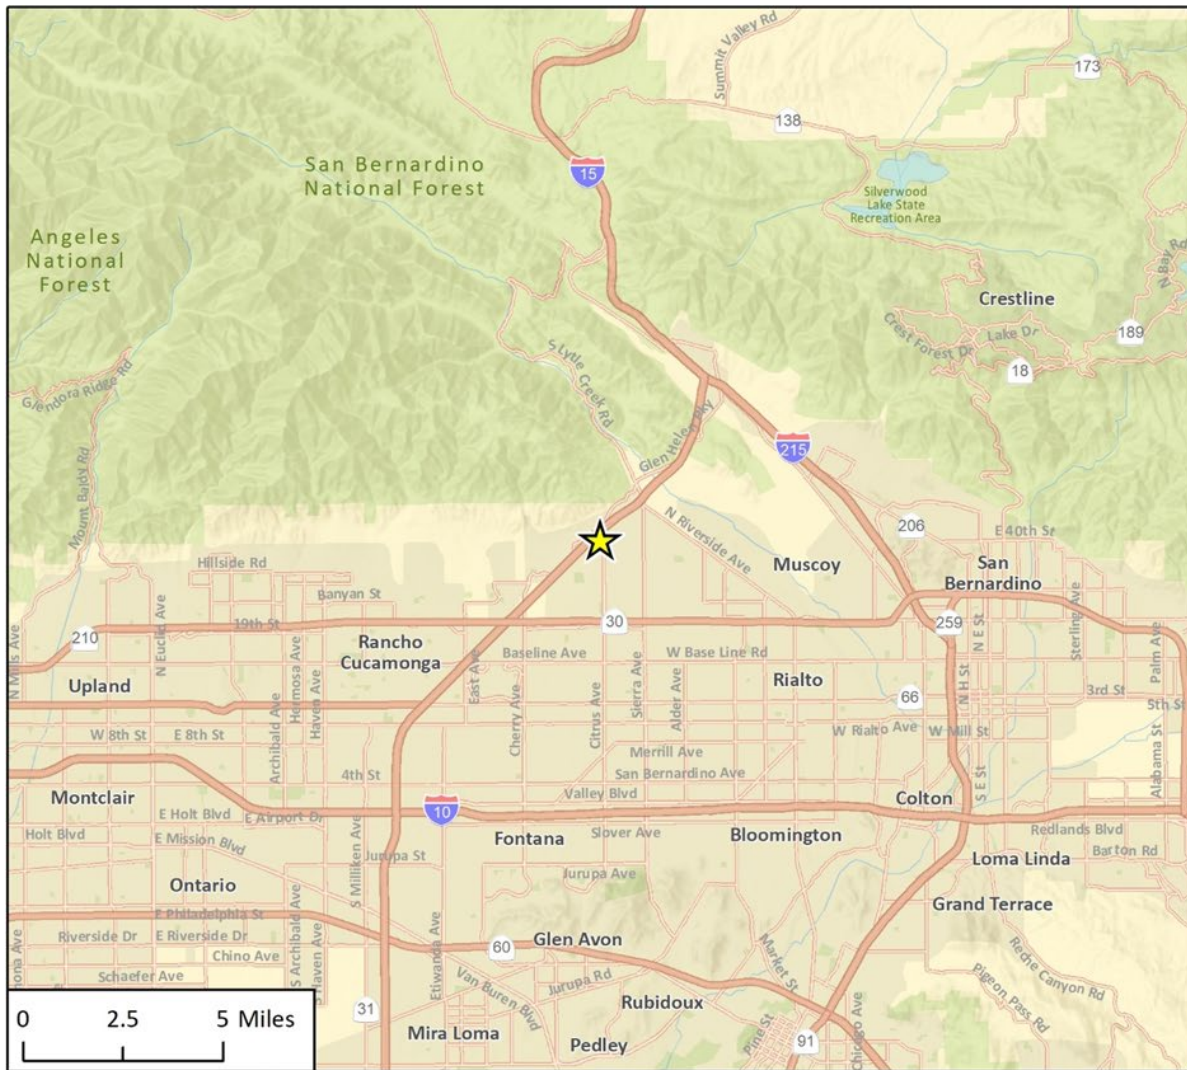 Summit Valley Rd
173
138
San Bernardino
National Forest
15
Silverwood
Lake State
Recreation Area
Angeles
National
Forest
N Bay Rd
Crestline
S Lytle Creek Rd
Crest Forest Dr
Lake Dr
189
18
Glendora Ridge Rd
Glen Helen Pky
215
Mount Baldy Rd
N Riverside Ave
206
E 40th St
Hillside Rd
Muscoy
San
Bernardino
Banyan St
N Mills Ave
210
N Euclid Ave
19th St
30
259
N E St
Sterling Ave
Palm Ave
Rancho
Cucamonga
Hermosa Ave
Haven Ave
East Ave
Baseline Ave
W Base Line Rd
Upland
Rialto
Sierra Ave
Alder Ave
Cherry Ave
Citrus Ave
66
N H St
3rd St
5th St
W 8th St
E 8th St
Archibald Ave
W Rialto Ave
W Mill St
Merrill Ave
4th St
San Bernardino Ave
Valley Blvd
S E St
Alabama St
Montclair
Colton
E Holt Blvd
E Airport Dr
10
Holt Blvd
E Mission Blvd
Fontana
Slover Ave
Bloomington
Redlands Blvd
Barton Rd
S Milliken Ave
Jurupa St
Loma Linda
Ontario
Jurupa Ave
Grand Terrace
E Philadelphia St
Riverside Dr
E Riverside Dr
S Archibald Ave
S Haven Ave
Etiwanda Ave
60
Glen Avon
Market St
Reche Canyon Rd
Chino Ave
Schaefer Ave
Van Buren Blvd
Jurupa Rd
Pigeon Pass Rd
Rubidoux
31
Mira Loma
Pedley
Pine St
91
Chicago Ave
0 2.5 5 Miles